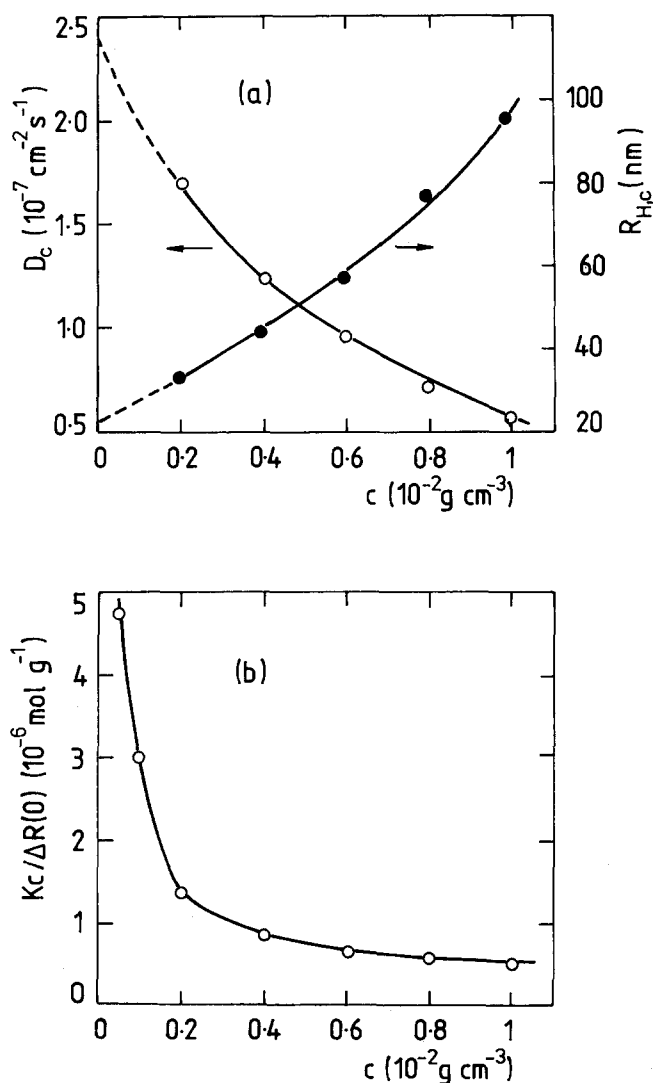 2·5
2·0
1·5
1·0
0·5
D_c (10⁻⁷ cm⁻² s⁻¹)
(a)
100
80
60
40
20
R_H,c (nm)
0 0·2 0·4 0·6 0·8 1
c (10⁻² g cm⁻³)
5
4
3
2
1
0
Kc/ΔR(0) (10⁻⁶ mol g⁻¹)
(b)
0 0·2 0·4 0·6 0·8 1
c (10⁻² g cm⁻³)